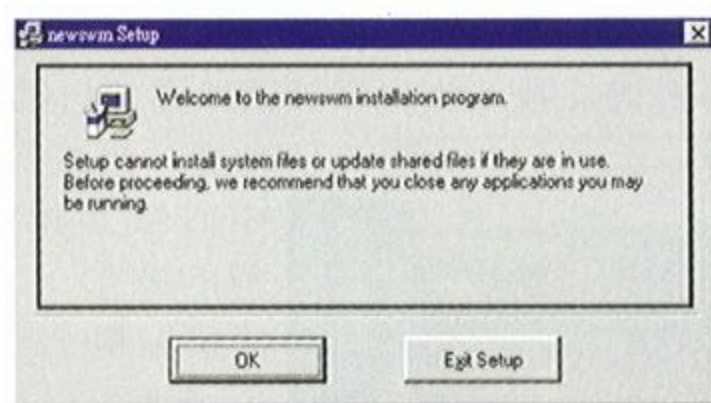 newswm Setup
Welcome to the newswm installation program.
Setup cannot install system files or update shared files if they are in use.
Before proceeding, we recommend that you close any applications you may
be running.
OK
Exit Setup